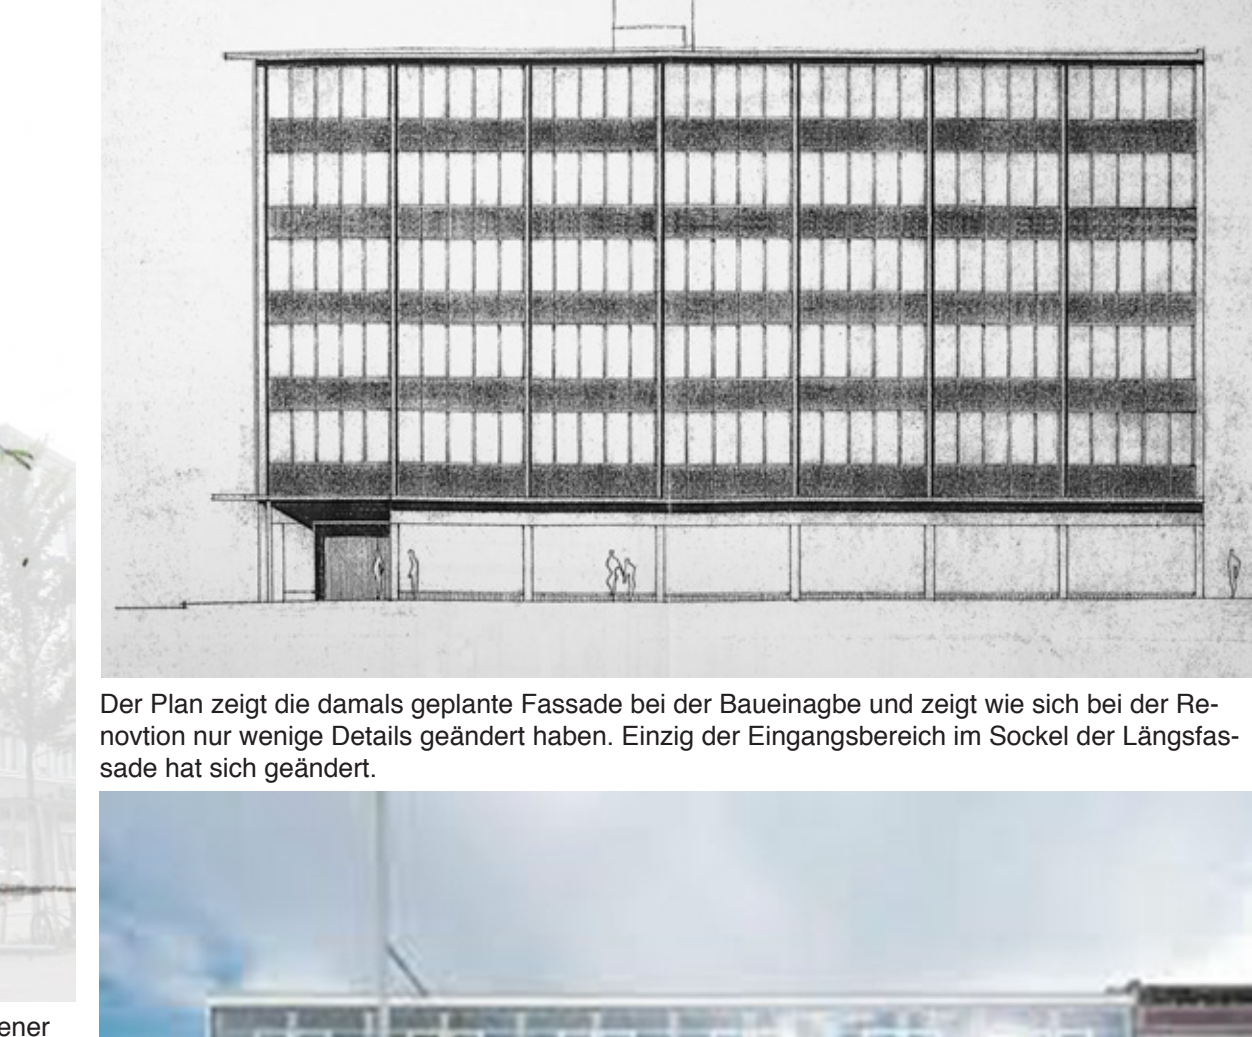 Der Plan zeigt die damals geplante Fassade bei der Baueinagbe und zeigt wie sich bei der Re-
novtion nur wenige Details geändert haben. Einzig der Eingangsbereich im Sockel der Längsfas-
sade hat sich geändert.
ener